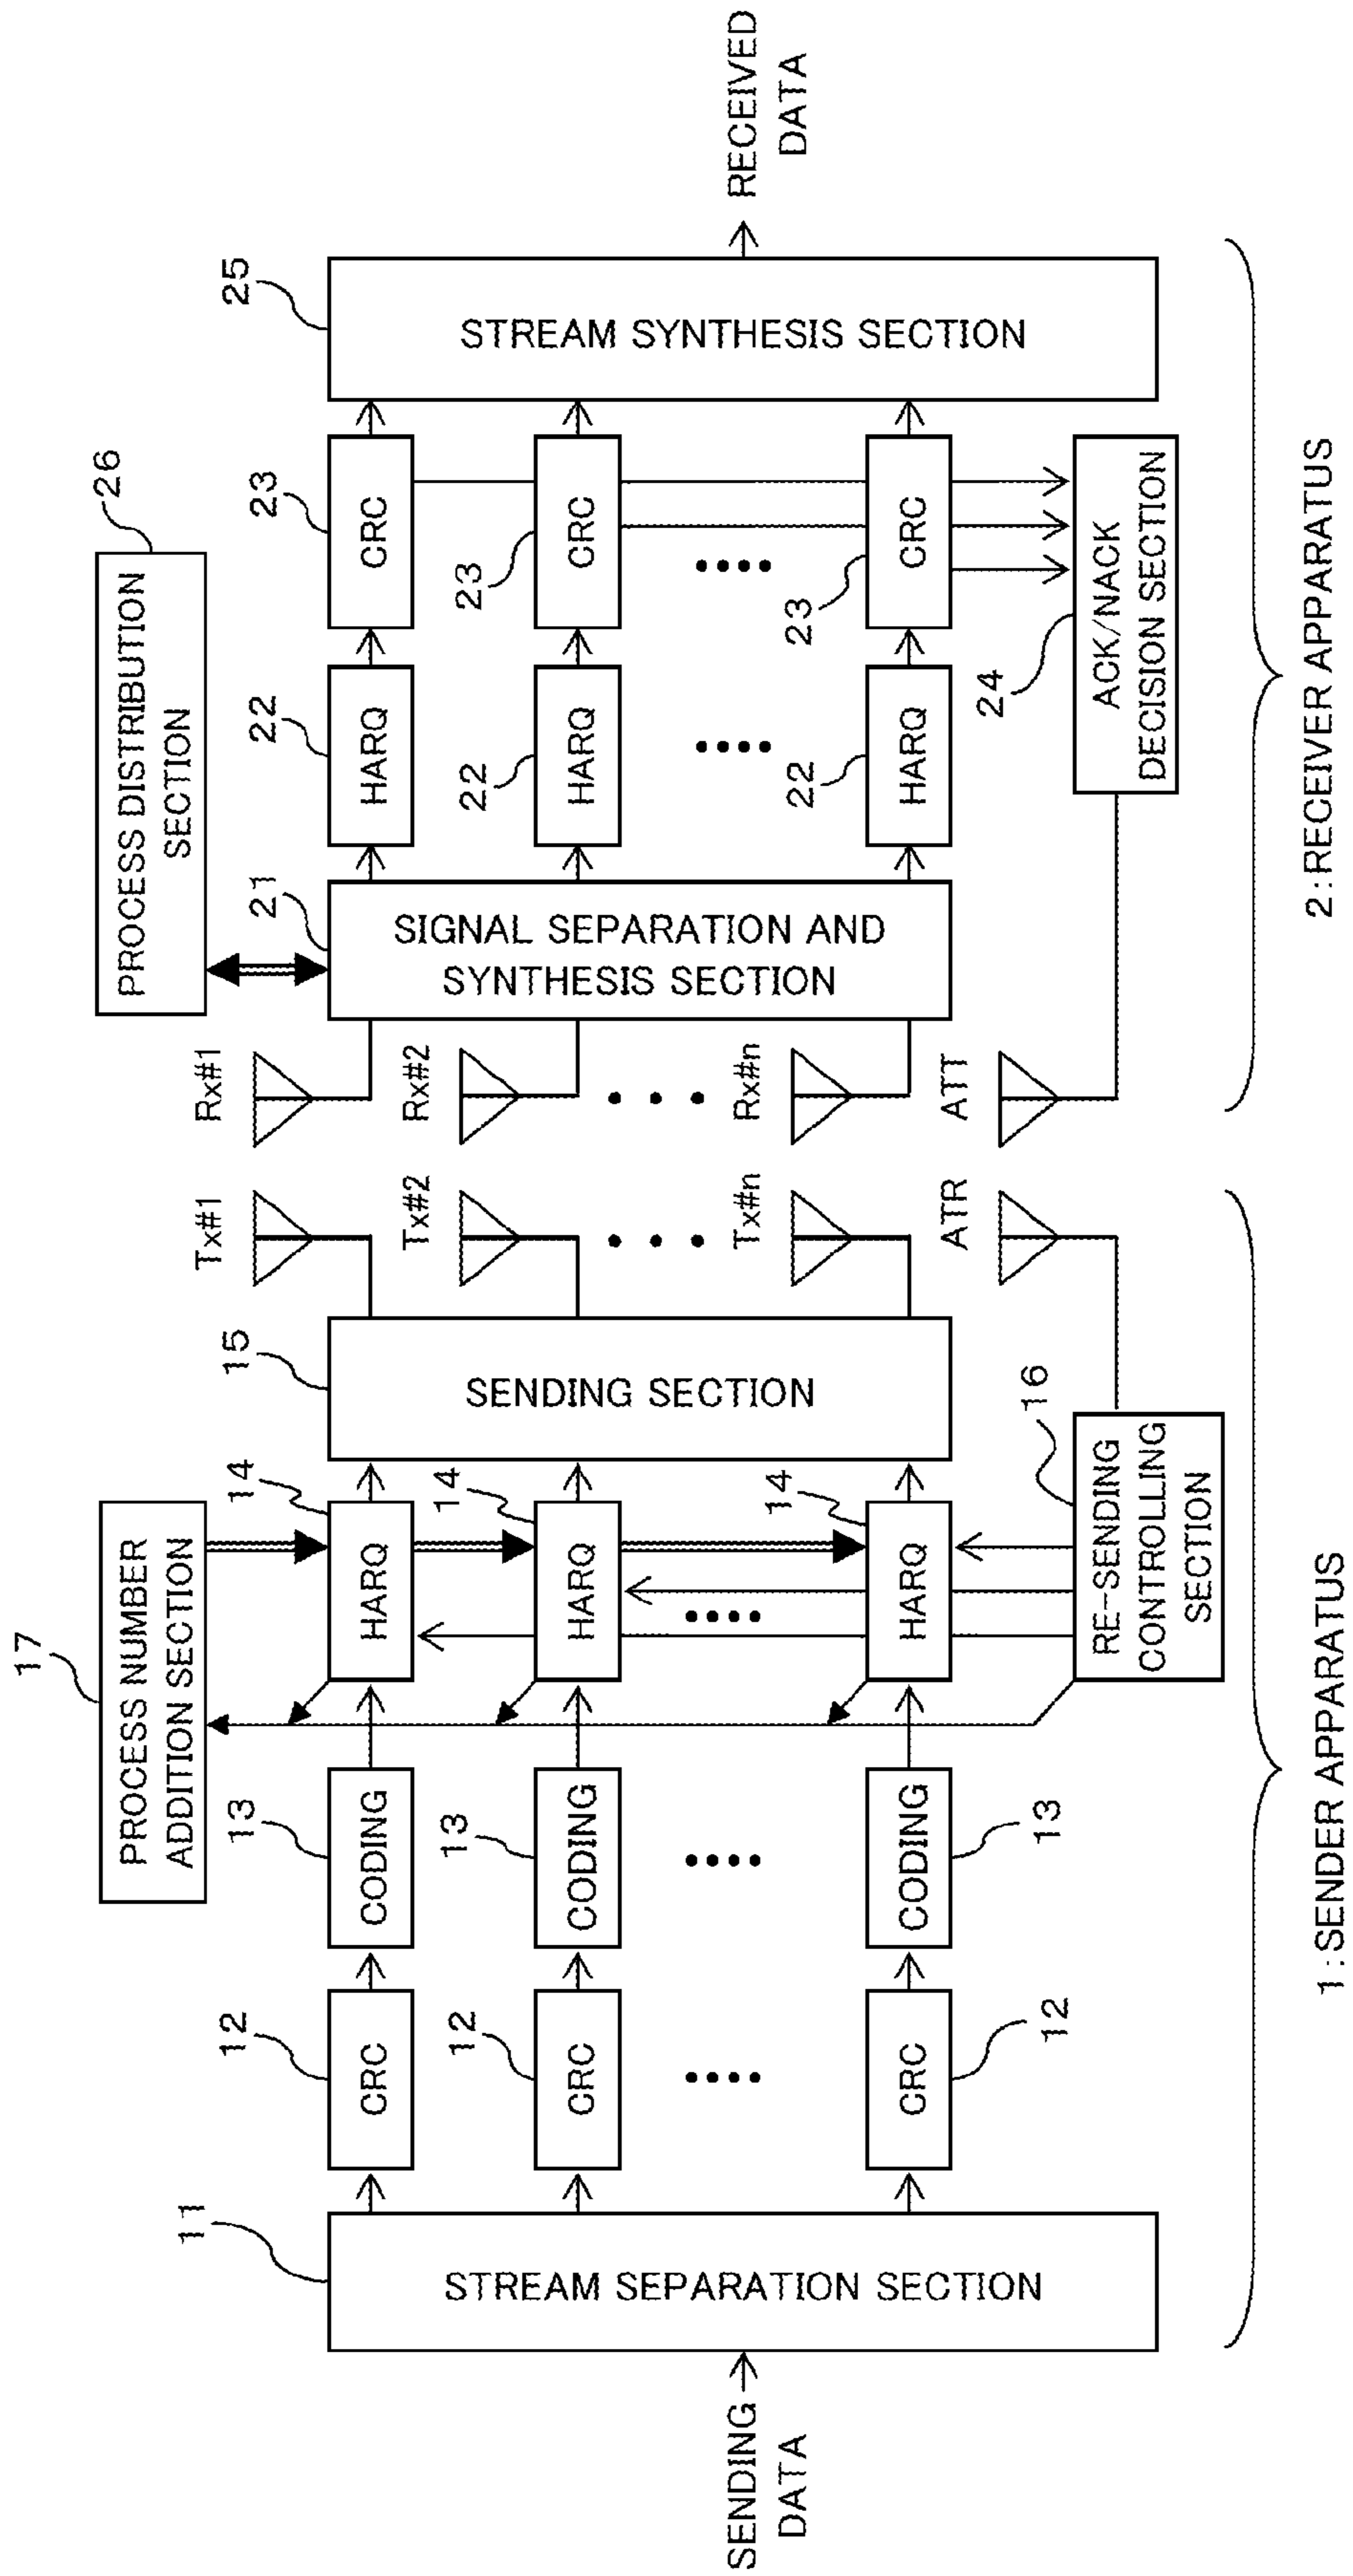 SENDING
DATA
11
STREAM SEPARATION SECTION
12
CRC
12
CRC
12
CRC
13
CODING
13
CODING
13
CODING
17
PROCESS NUMBER
ADDITION SECTION
14
HARQ
14
HARQ
14
HARQ
16
RE-SENDING
CONTROLLING
SECTION
15
SENDING SECTION
Tx#1
Tx#2
Tx#n
ATR
1:SENDER APPARATUS
Rx#1
Rx#2
Rx#n
ATT
21
SIGNAL SEPARATION AND
SYNTHESIS SECTION
26
PROCESS DISTRIBUTION
SECTION
22
HARQ
22
HARQ
22
HARQ
23
CRC
23
CRC
23
CRC
24
ACK/NACK
DECISION SECTION
25
STREAM SYNTHESIS SECTION
RECEIVED
DATA
2:RECEIVER APPARATUS